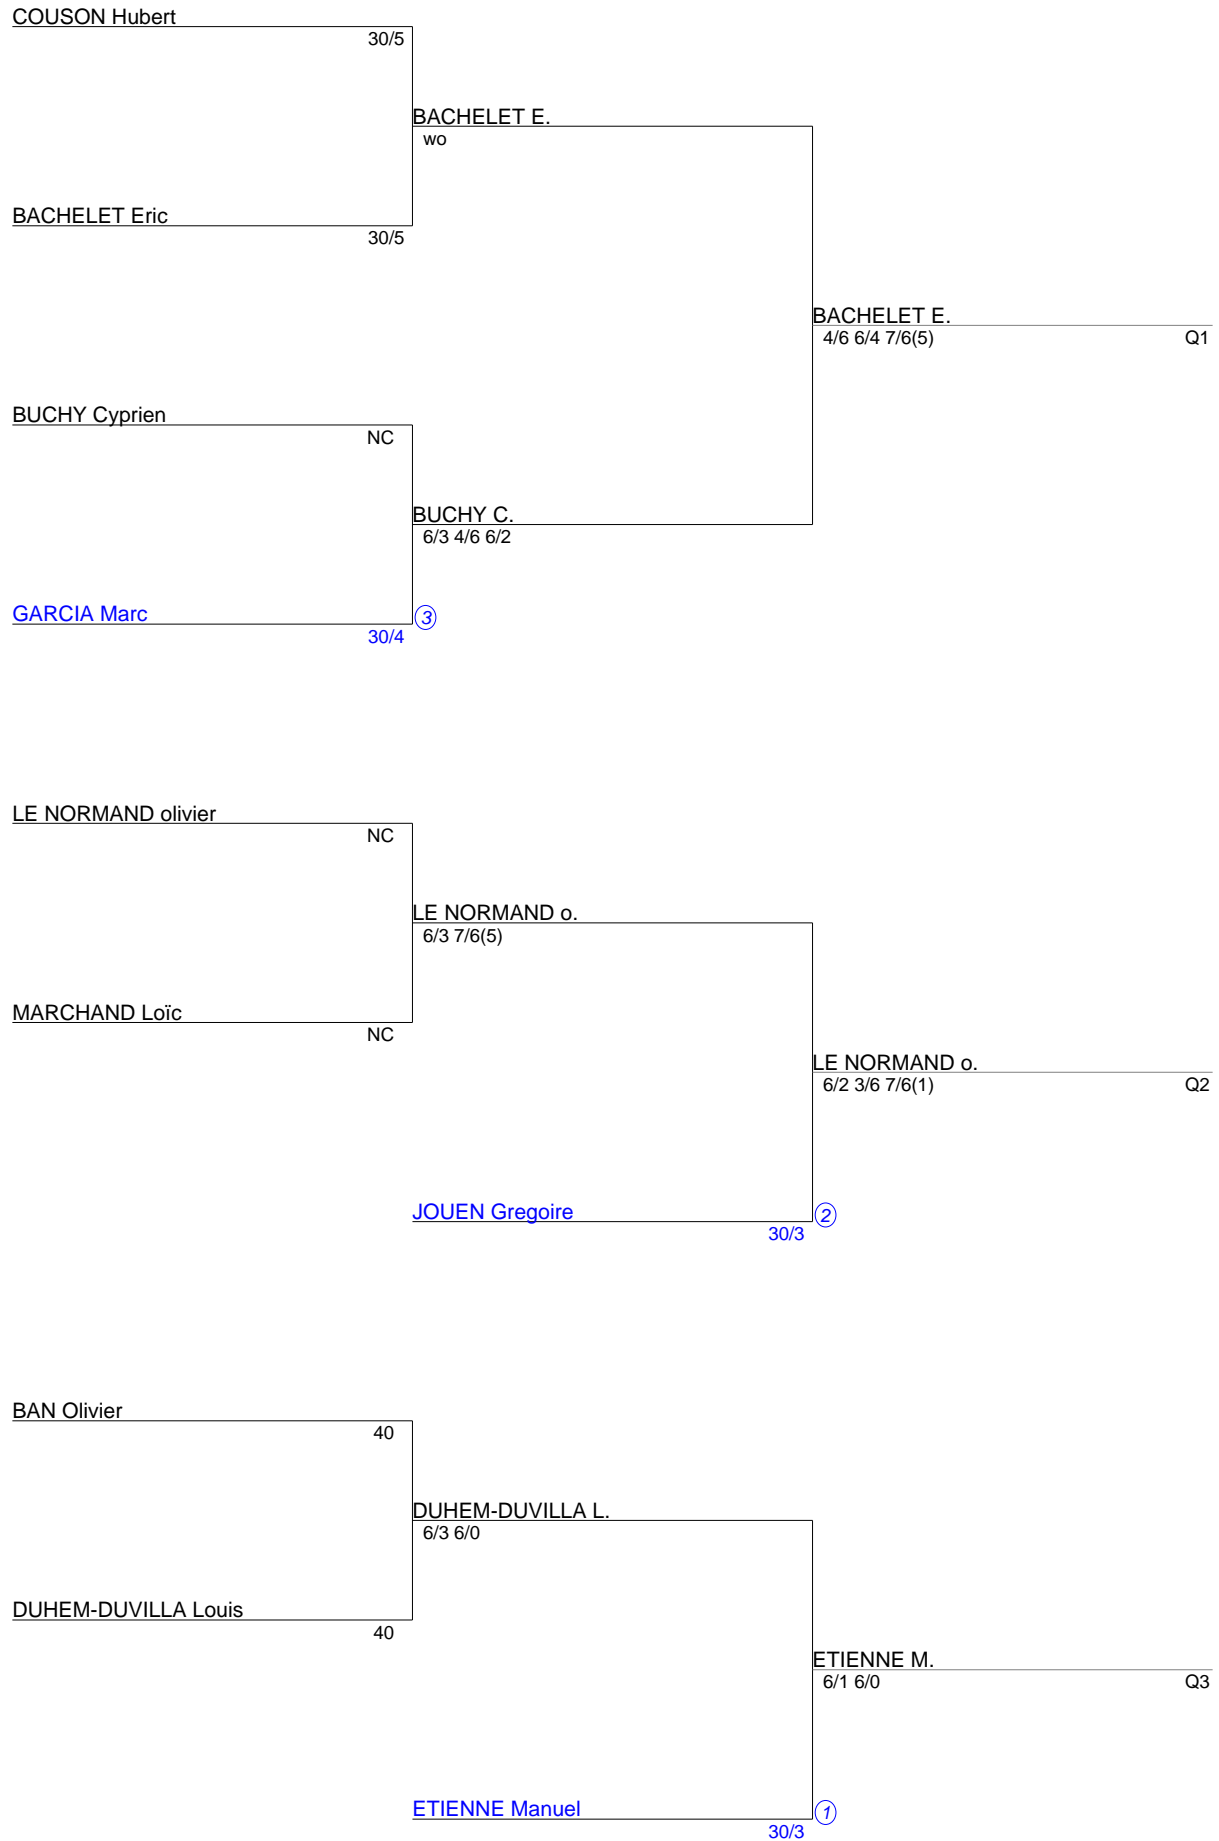 COUSON Hubert
30/5
BACHELET E.
wo
BACHELET Eric
30/5
BACHELET E.
4/6 6/4 7/6(5) Q1
BUCHY Cyprien
NC
BUCHY C.
6/3 4/6 6/2
GARCIA Marc 3
30/4
LE NORMAND olivier
NC
LE NORMAND o.
6/3 7/6(5)
MARCHAND Loïc
NC
LE NORMAND o.
6/2 3/6 7/6(1) Q2
JOUEN Gregoire 2
30/3
BAN Olivier
40
DUHEM-DUVILLA L.
6/3 6/0
DUHEM-DUVILLA Louis
40
ETIENNE M.
6/1 6/0 Q3
ETIENNE Manuel 1
30/3